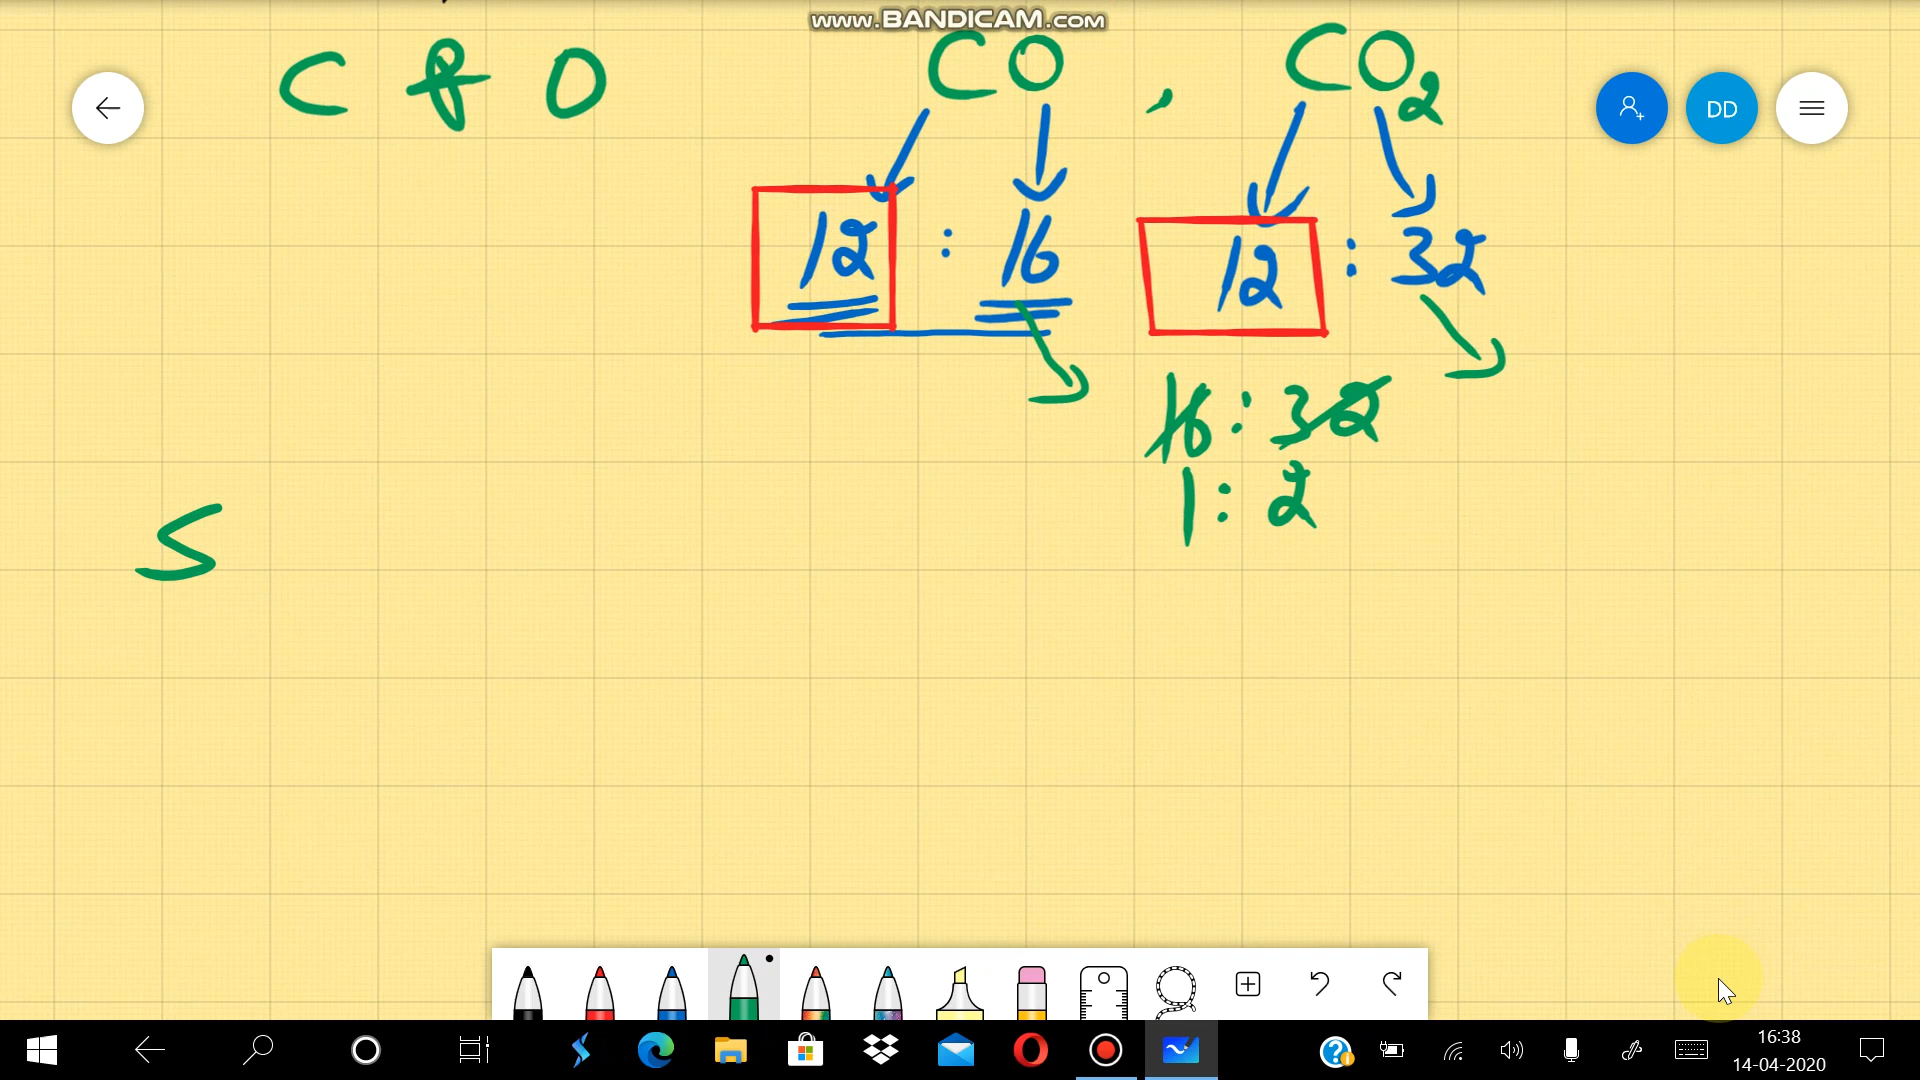 www.BANDICAM.com
C & O CO , CO2
DD
12 : 16 12 : 32
16 : 32
1 : 2
S
16:38
14-04-2020